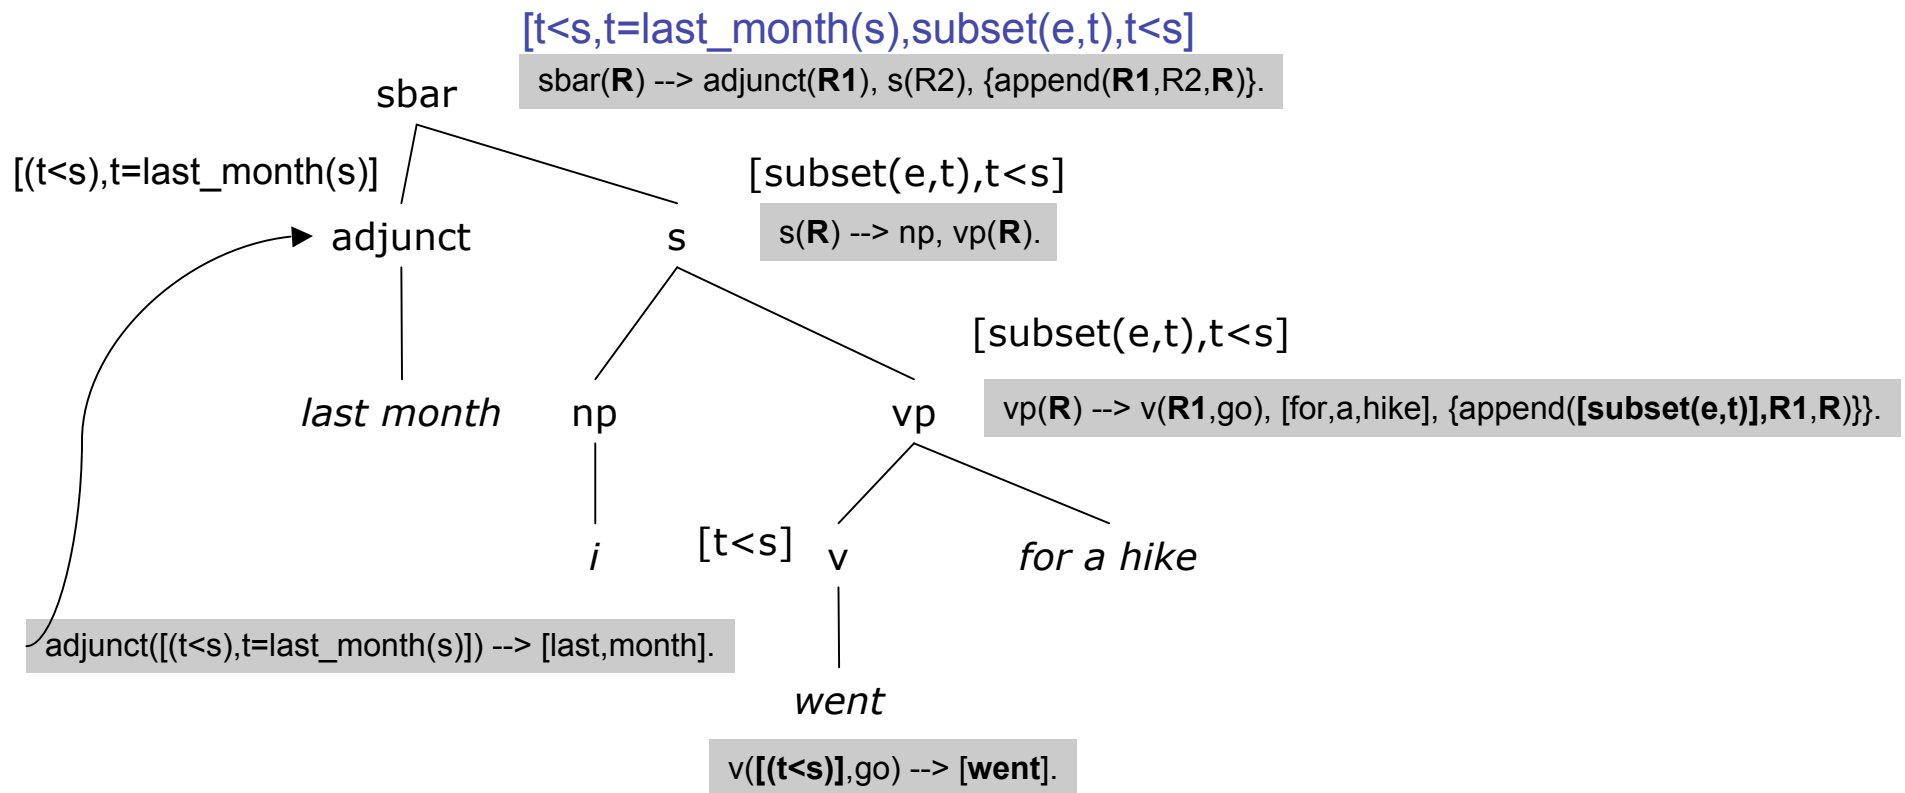 [t<s,t=last_month(s),subset(e,t),t<s]
sbar(R) --> adjunct(R1), s(R2), {append(R1,R2,R)}.
sbar
[(t<s),t=last_month(s)]
[subset(e,t),t<s]
adjunct
s
s(R) --> np, vp(R).
[subset(e,t),t<s]
last month
np
vp
vp(R) --> v(R1,go), [for,a,hike], {append([subset(e,t)],R1,R)}}.
i
[t<s]
v
for a hike
adjunct([(t<s),t=last_month(s)]) --> [last,month].
went
v([(t<s)],go) --> [went].